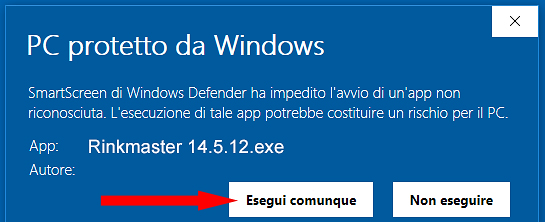 PC protetto da Windows
SmartScreen di Windows Defender ha impedito l'avvio di un'app non
riconosciuta. L'esecuzione di tale app potrebbe costituire un rischio per il PC.
App: Rinkmaster 14.5.12.exe
Autore:
Esegui comunque Non eseguire